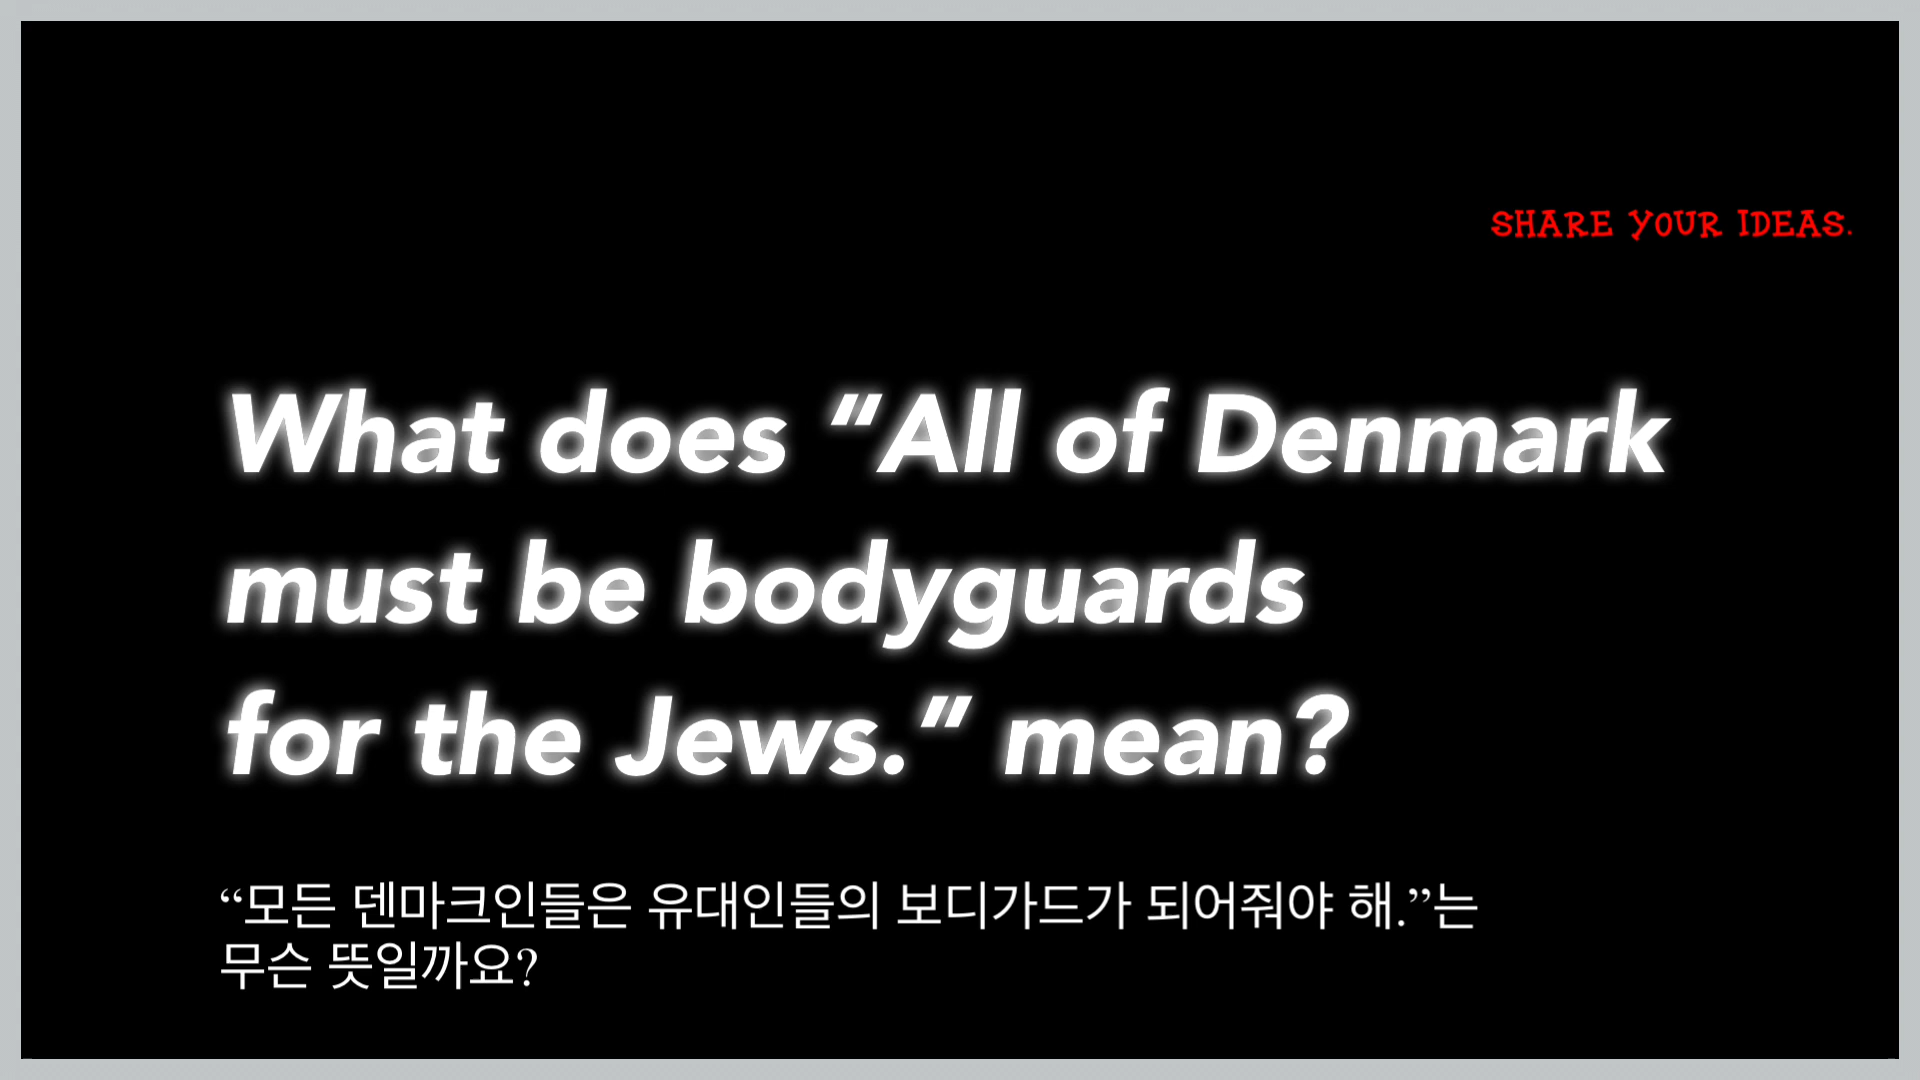 SHARE YOUR IDEAS.
What does “All of Denmark
must be bodyguards
for the Jews.” mean?
“모든 덴마크인들은 유대인들의 보디가드가 되어줘야 해.”는
무슨 뜻일까요?